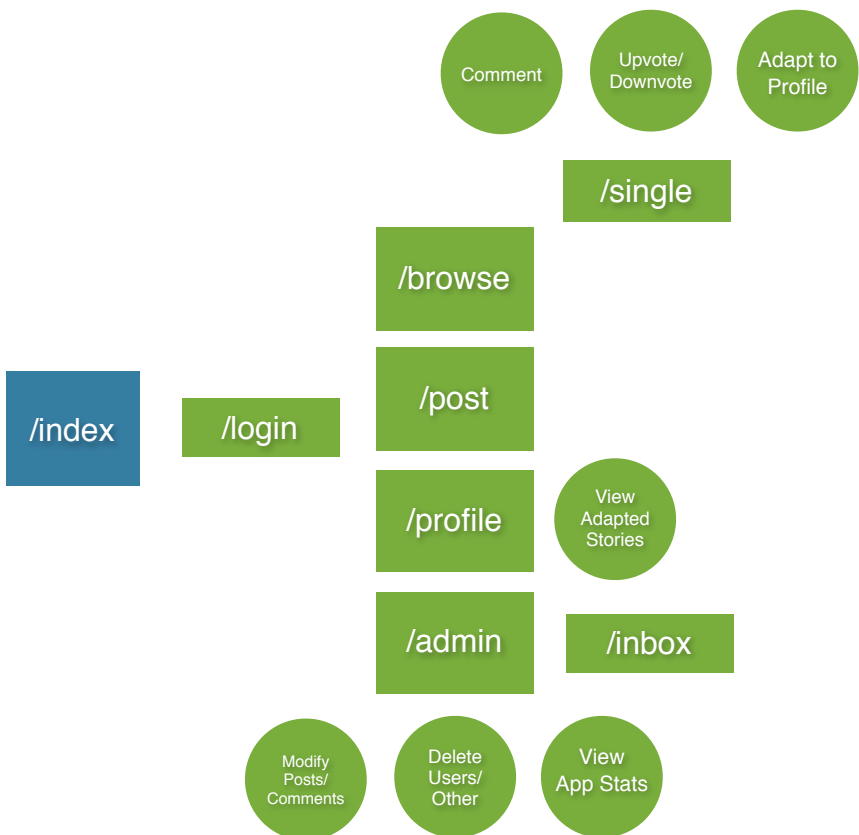 Comment
Upvote/
Downvote
Adapt to
Profile
/single
/browse
/post
/index
/login
/profile
View
Adapted
Stories
/admin
/inbox
Modify
Posts/
Comments
Delete
Users/
Other
View
App Stats